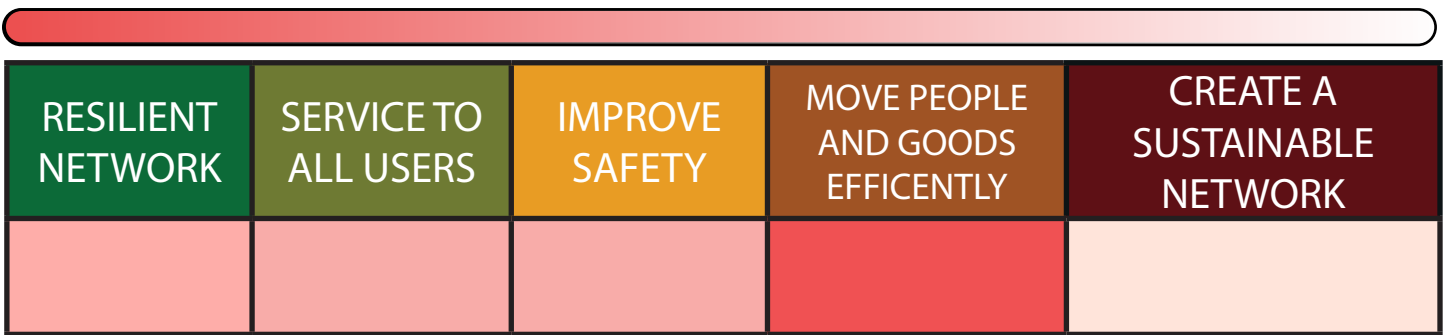 RESILIENT
NETWORK
SERVICE TO
ALL USERS
IMPROVE
SAFETY
MOVE PEOPLE
AND GOODS
EFFICENTLY
CREATE A
SUSTAINABLE
NETWORK